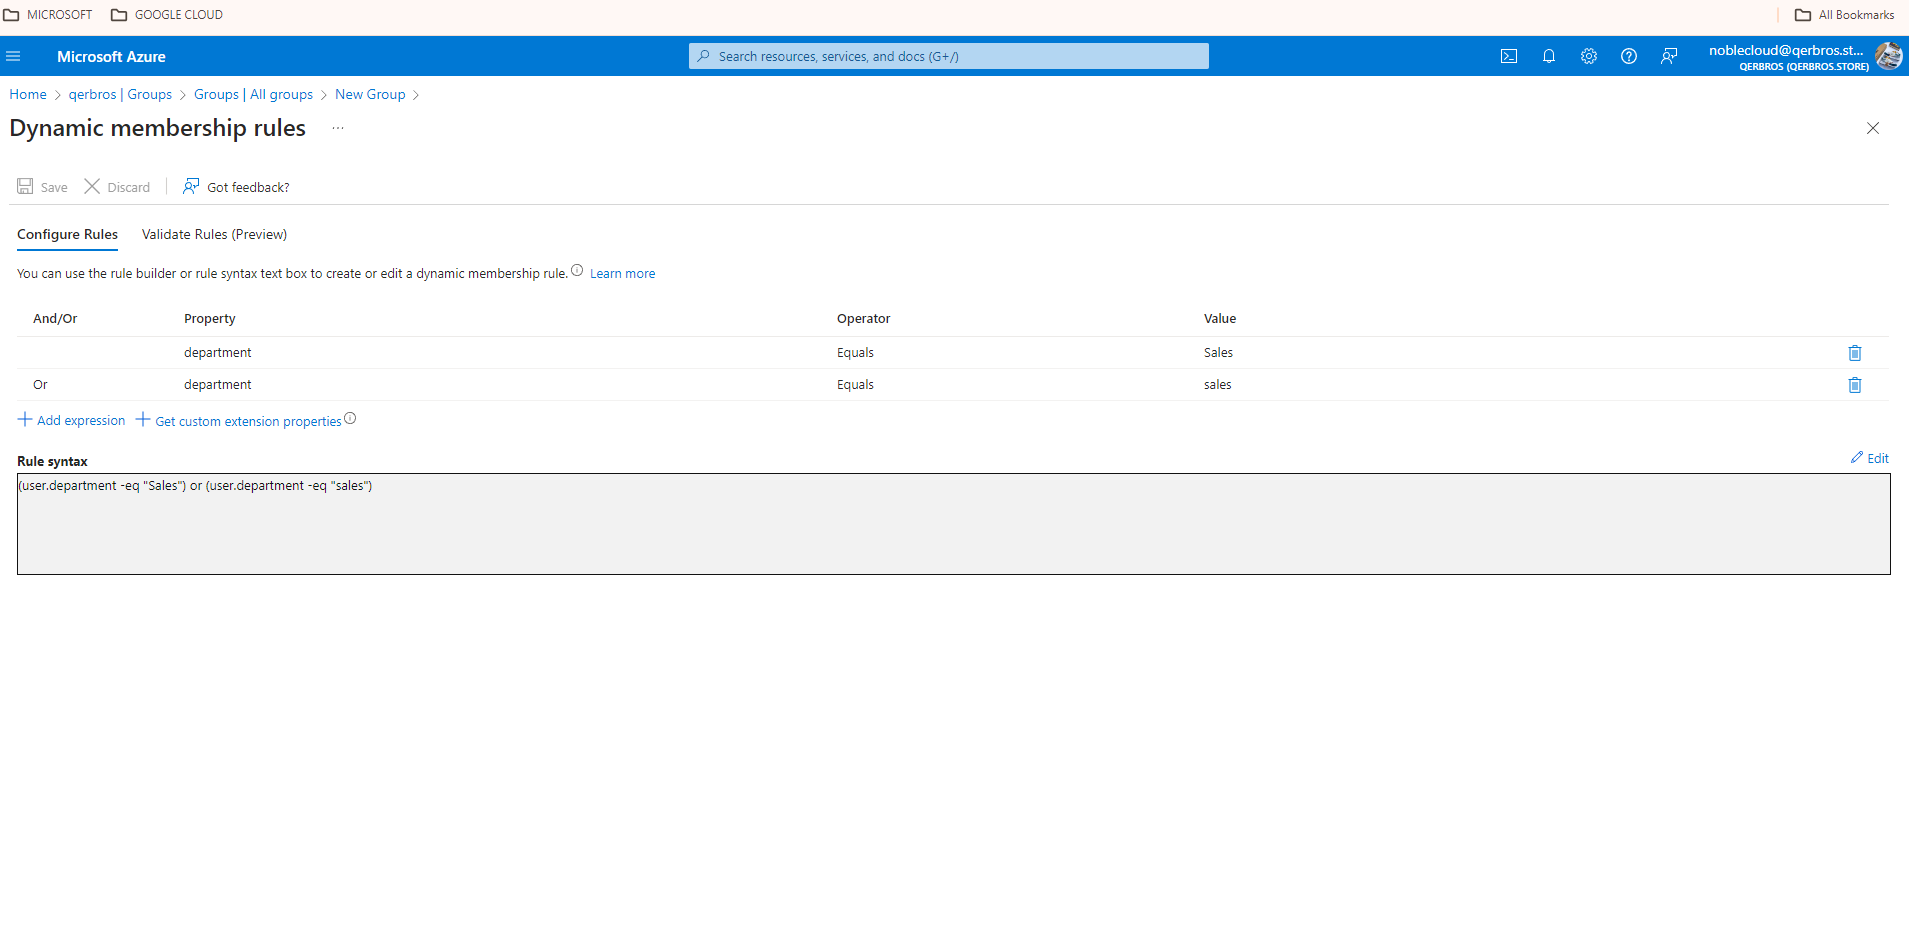 MICROSOFT GOOGLE CLOUD All Bookmarks
Microsoft Azure Search resources, services, and docs (G+/) noblecloud@qerbros.st...
QERBROS (QERBROS.STORE)
Home > qerbros | Groups > Groups | All groups > New Group >
Dynamic membership rules ...
Save Discard Got feedback?
Configure Rules Validate Rules (Preview)
You can use the rule builder or rule syntax text box to create or edit a dynamic membership rule. Learn more
And/Or Property Operator Value
department Equals Sales
Or department Equals sales
+ Add expression + Get custom extension properties
Rule syntax Edit
(user.department -eq "Sales") or (user.department -eq "sales")